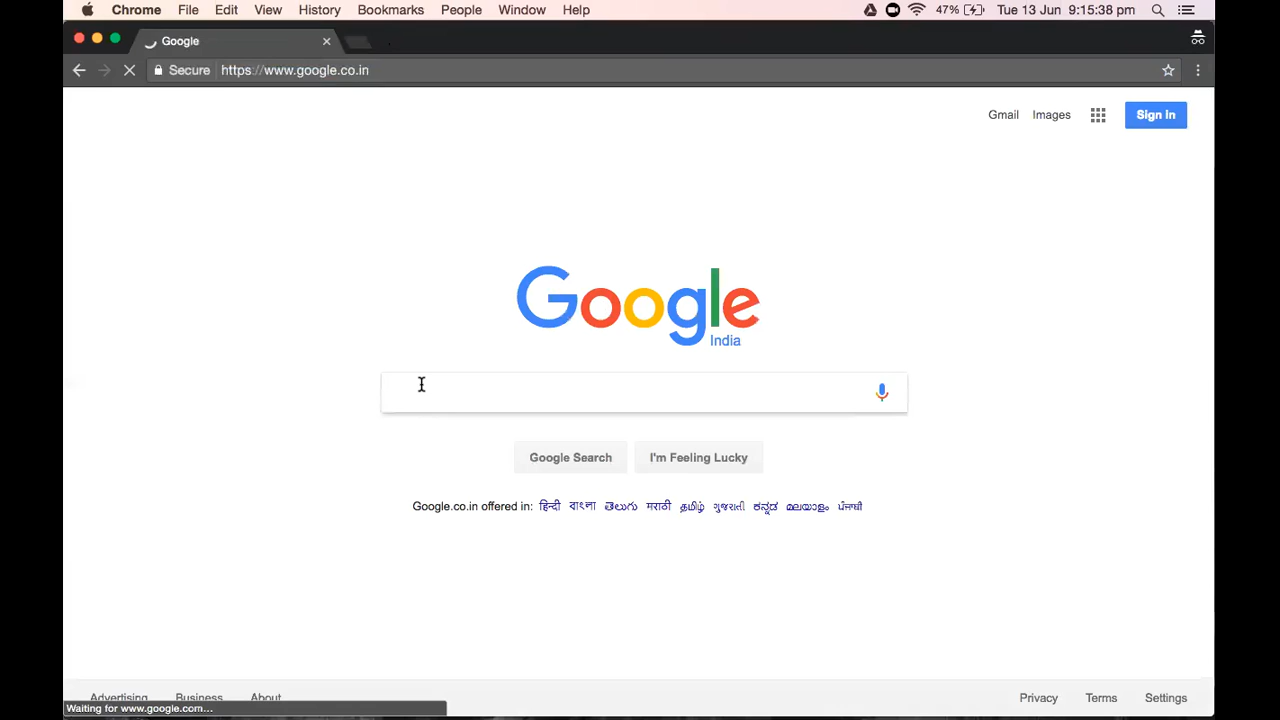 Chrome File Edit View History Bookmarks People Window Help 47% Tue 13 Jun 9:15:38 pm
Google
Secure https://www.google.co.in
Gmail Images Sign in
Google
India
Google Search I'm Feeling Lucky
Google.co.in offered in: हिन्दी বাংলা తెలుగు मराठी தமிழ் ગુજરાતી ಕನ್ನಡ മലയാളം ਪੰਜਾਬੀ
Advertising Business About Privacy Terms Settings
Waiting for www.google.com...